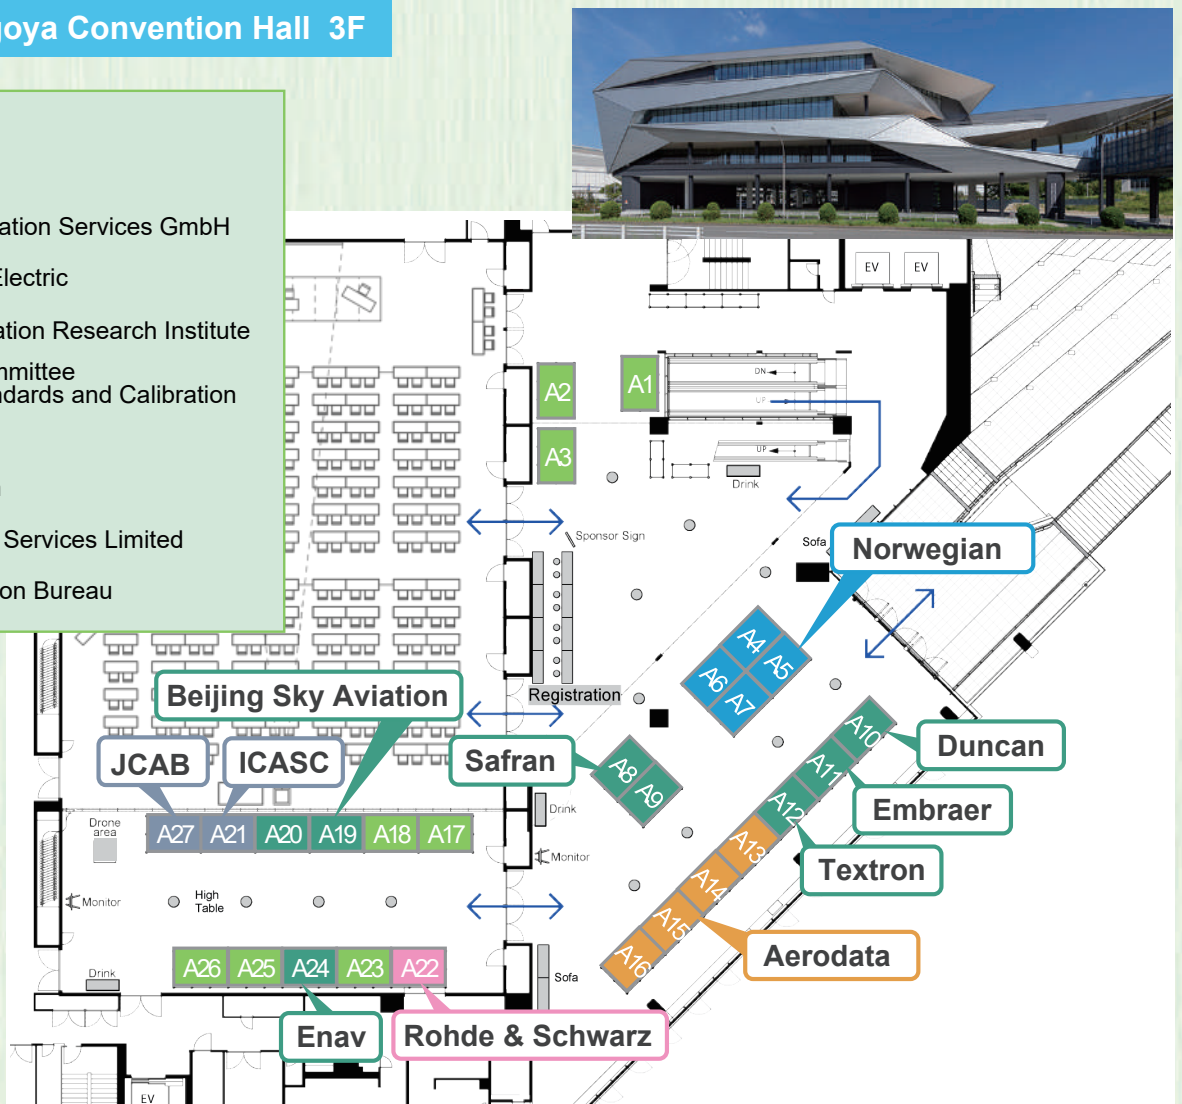 goya Convention Hall 3F
ation Services GmbH
Electric
ation Research Institute
mmittee
ndards and Calibration
Services Limited
on Bureau
EV
EV
DN
UP
UP
Drink
A1
A2
A3
Sponsor Sign
Sofa
Norwegian
A4
A5
A6
A7
Registration
Beijing Sky Aviation
JCAB
ICASC
Safran
A8
A9
A10
Duncan
A11
Embraer
A12
Textron
Drone
area
A27
A21
A20
A19
A18
A17
Drink
Monitor
A13
A14
A15
A16
Aerodata
Monitor
High
Table
Drink
A26
A25
A24
A23
A22
Sofa
Enav
Rohde & Schwarz
EV